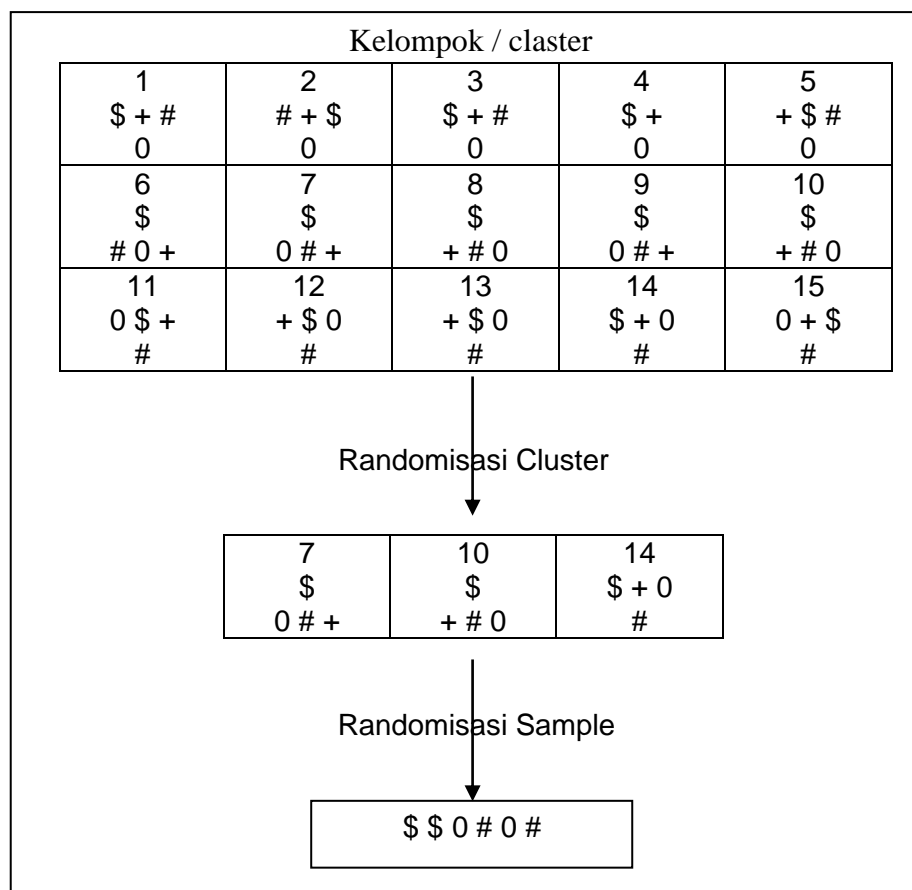 Kelompok / claster
1 2 3 4 5
$ + # # + $ $ + # $ + + $ #
0 0 0 0 0
6 7 8 9 10
$ $ $ $ $
# 0 + 0 # + + # 0 0 # + + # 0
11 12 13 14 15
0 $ + + $ 0 + $ 0 $ + 0 0 + $
# # # # #
Randomisasi Cluster
7 10 14
$ $ $ + 0
0 # + + # 0 #
Randomisasi Sample
$ $ 0 # 0 #